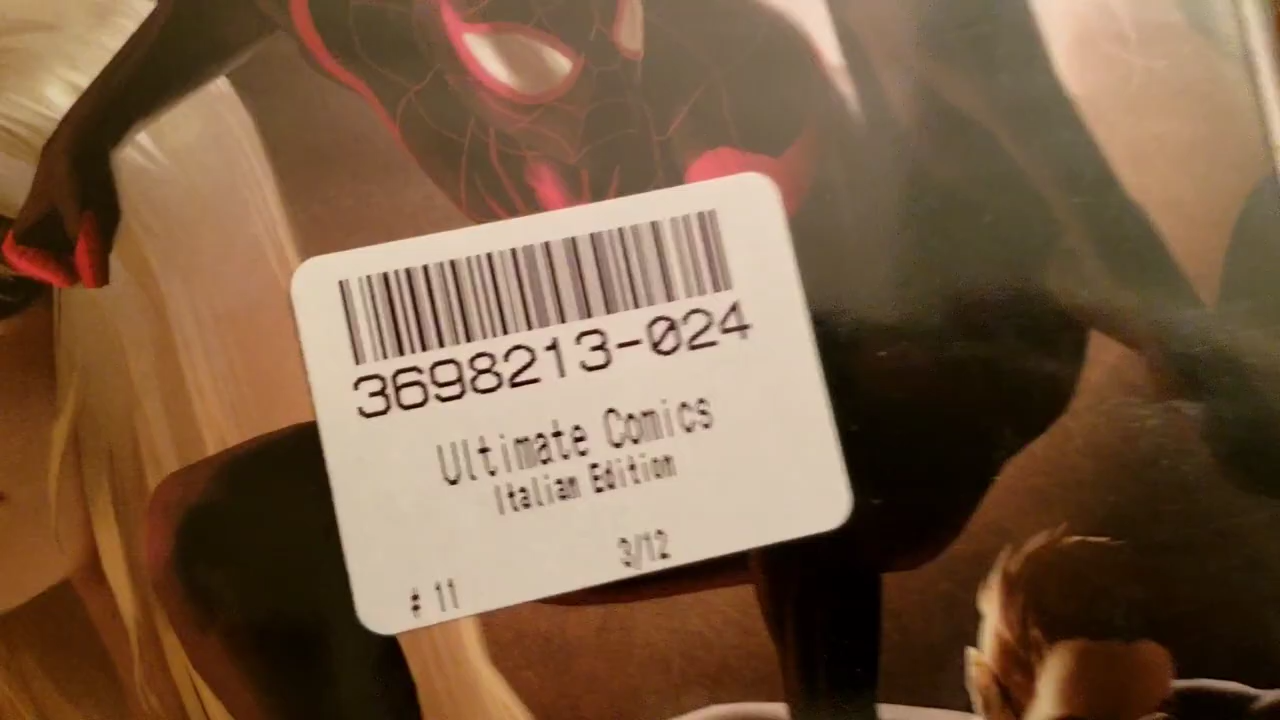 3698213-024
Ultimate Comics
Italian Edition
3/12
# 11